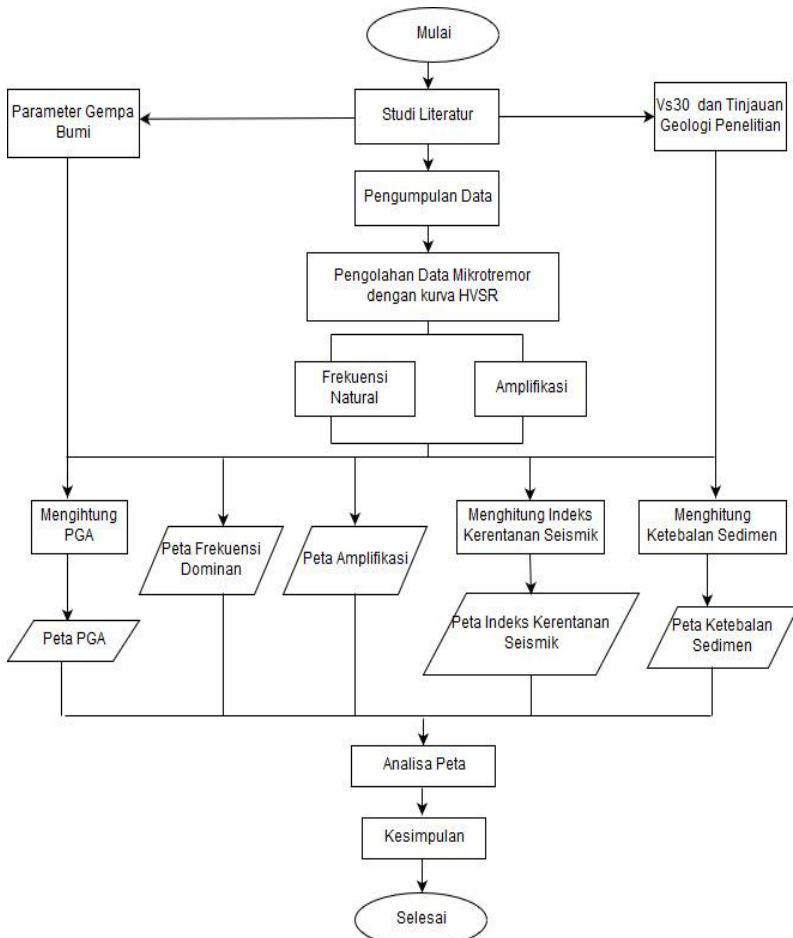 Mulai
Parameter Gempa
Bumi
Studi Literatur
Vs30 dan Tinjauan
Geologi Penelitian
Pengumpulan Data
Pengolahan Data Mikrotremor
dengan kurva HVSR
Frekuensi
Natural
Amplifikasi
Mengihtung
PGA
Peta Frekuensi
Dominan
Peta Amplifikasi
Menghitung Indeks
Kerentanan Seismik
Menghitung
Ketebalan Sedimen
Peta PGA
Peta Indeks Kerentanan
Seismik
Peta Ketebalan
Sedimen
Analisa Peta
Kesimpulan
Selesai